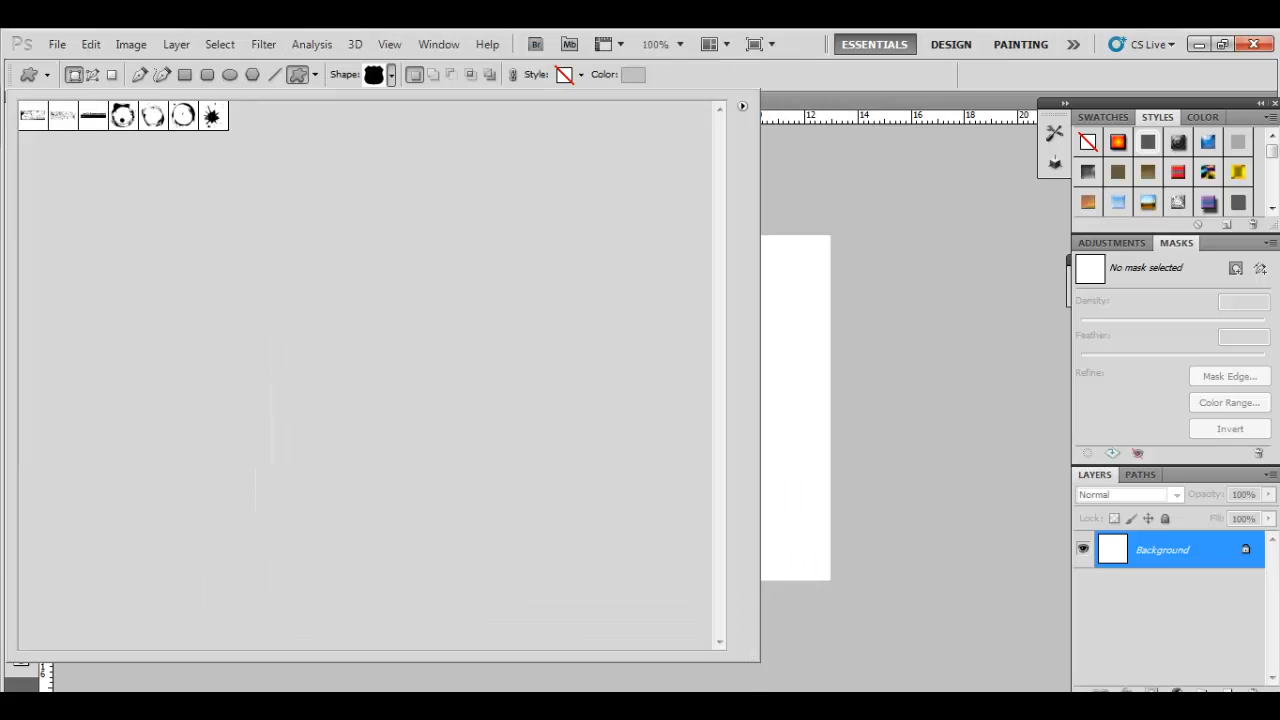 Ps File Edit Image Layer Select Filter Analysis 3D View Window Help Br Mb 100% ESSENTIALS DESIGN PAINTING CS Live
Shape: Style: Color:
12 14 16 18 20
SWATCHES STYLES COLOR
ADJUSTMENTS MASKS
No mask selected
Density:
Feather:
Refine: Mask Edge...
Color Range...
Invert
LAYERS PATHS
Normal Opacity: 100%
Lock: Fill: 100%
Background
1
6